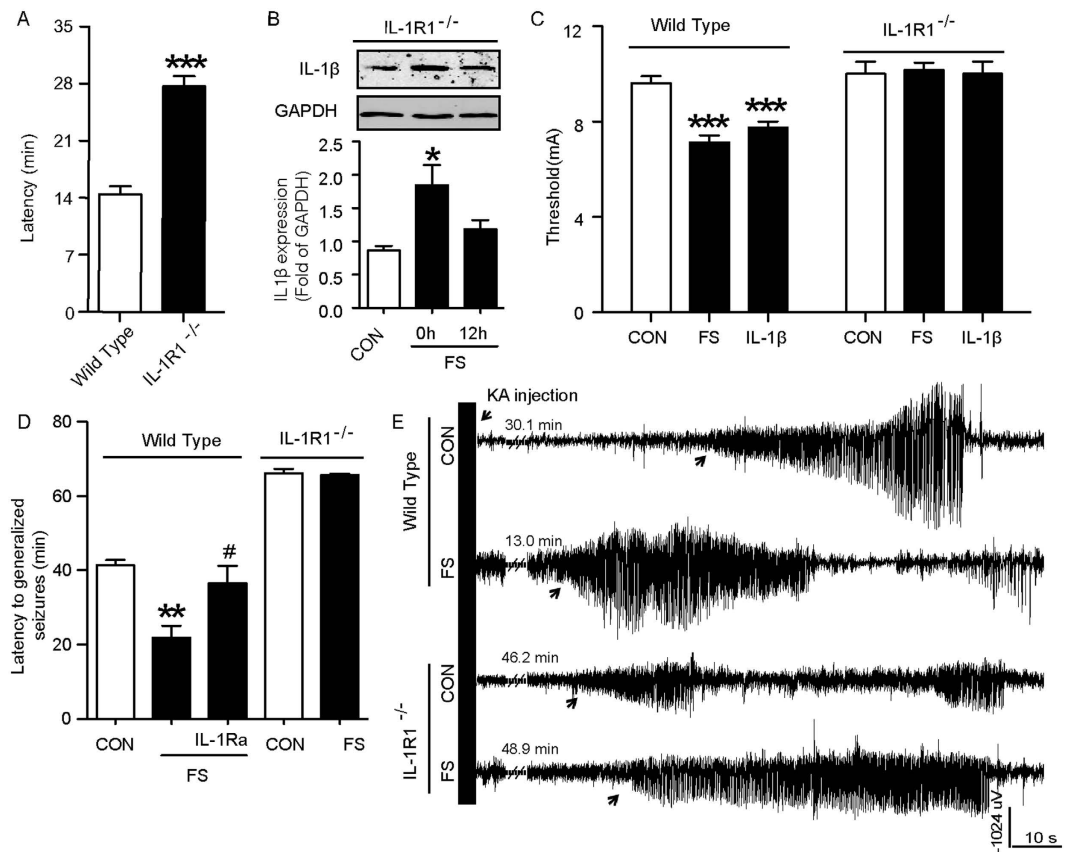 A
Latency (min)
35
28
21
14
7
0
***
Wild Type
IL-1R1 -/-
B
IL-1R1 -/-
IL-1β
GAPDH
IL1β expression
(Fold of GAPDH)
2.5
2.0
1.5
1.0
0.5
0.0
*
CON
0h
12h
FS
C
Wild Type
IL-1R1 -/-
Threshold(mA)
12
8
4
0
***
***
CON
FS
IL-1β
CON
FS
IL-1β
D
Wild Type
IL-1R1 -/-
Latency to generalized
seizures (min)
80
60
40
20
0
**
#
CON
IL-1Ra
FS
CON
FS
E
KA injection
Wild Type
CON
30.1 min
FS
13.0 min
IL-1R1 -/-
CON
46.2 min
FS
48.9 min
-1024 uV
10 s